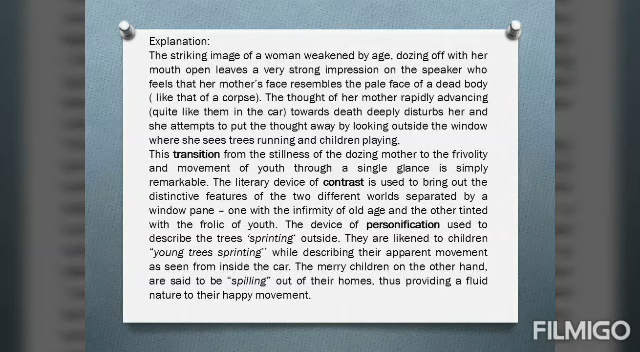 Explanation:
The striking image of a woman weakened by age, dozing off with her
mouth open leaves a very strong impression on the speaker who
feels that her mother's face resembles the pale face of a dead body
( like that of a corpse). The thought of her mother rapidly advancing
(quite like them in the car) towards death deeply disturbs her and
she attempts to put the thought away by looking outside the window
where she sees trees running and children playing.
This transition from the stillness of the dozing mother to the frivolity
and movement of youth through a single glance is simply
remarkable. The literary device of contrast is used to bring out the
distinctive features of the two different worlds separated by a
window pane – one with the infirmity of old age and the other tinted
with the frolic of youth. The device of personification used to
describe the trees 'sprinting' outside. They are likened to children
"young trees sprinting'' while describing their apparent movement
as seen from inside the car. The merry children on the other hand,
are said to be "spilling" out of their homes, thus providing a fluid
nature to their happy movement.
FILMIGO